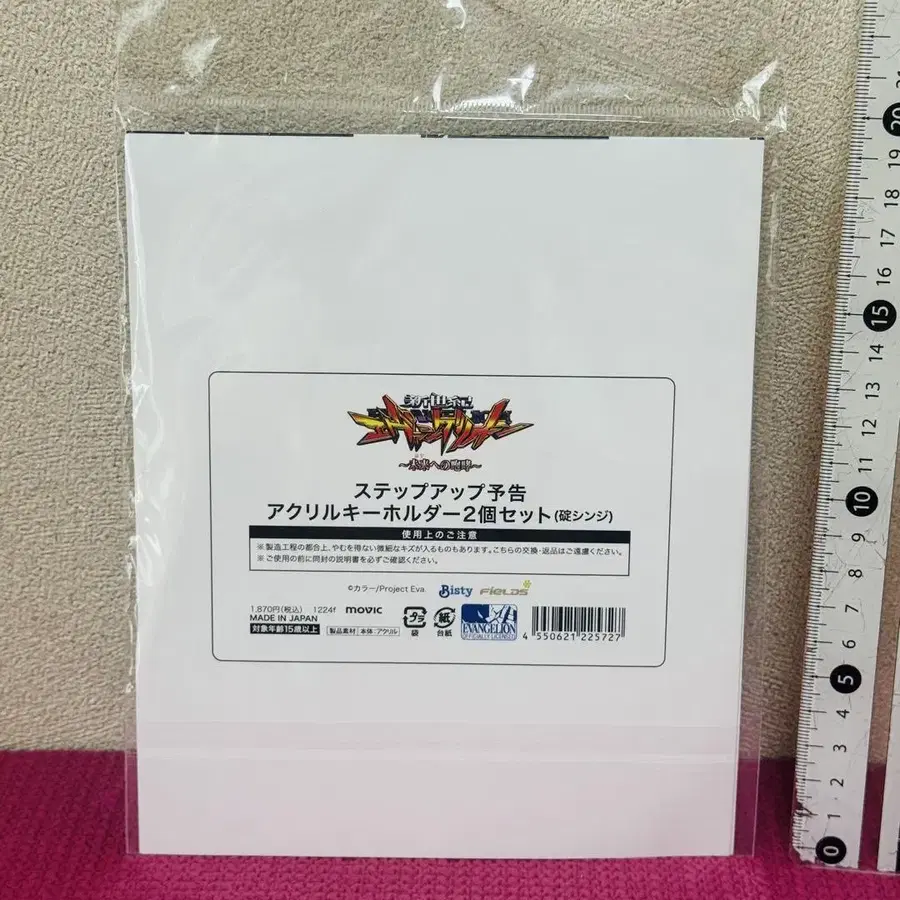 新世紀
エヴァンゲリオン
～未来への咆哮～
ステップアップ予告
アクリルキーホルダー2個セット(碇シンジ)
使用上のご注意
※製造工程の都合上、やむを得ない微細なキズが入るものもあります。こちらの交換・返品はご遠慮ください。
※ご使用の前に同封の説明書を必ずご確認ください。
©カラー/Project Eva. Bisty FIELDS
1,870円(税込) 1224f movic
MADE IN JAPAN
対象年齢15歳以上 製品素材 本体:アクリル
プラ 袋
紙 台紙
EVANGELION
OFFICIALLY LICENSED
4 550621 225727
21
20
19
18
17
16
15
14
13
12
11
10
9
8
7
6
5
4
3
2
1
0